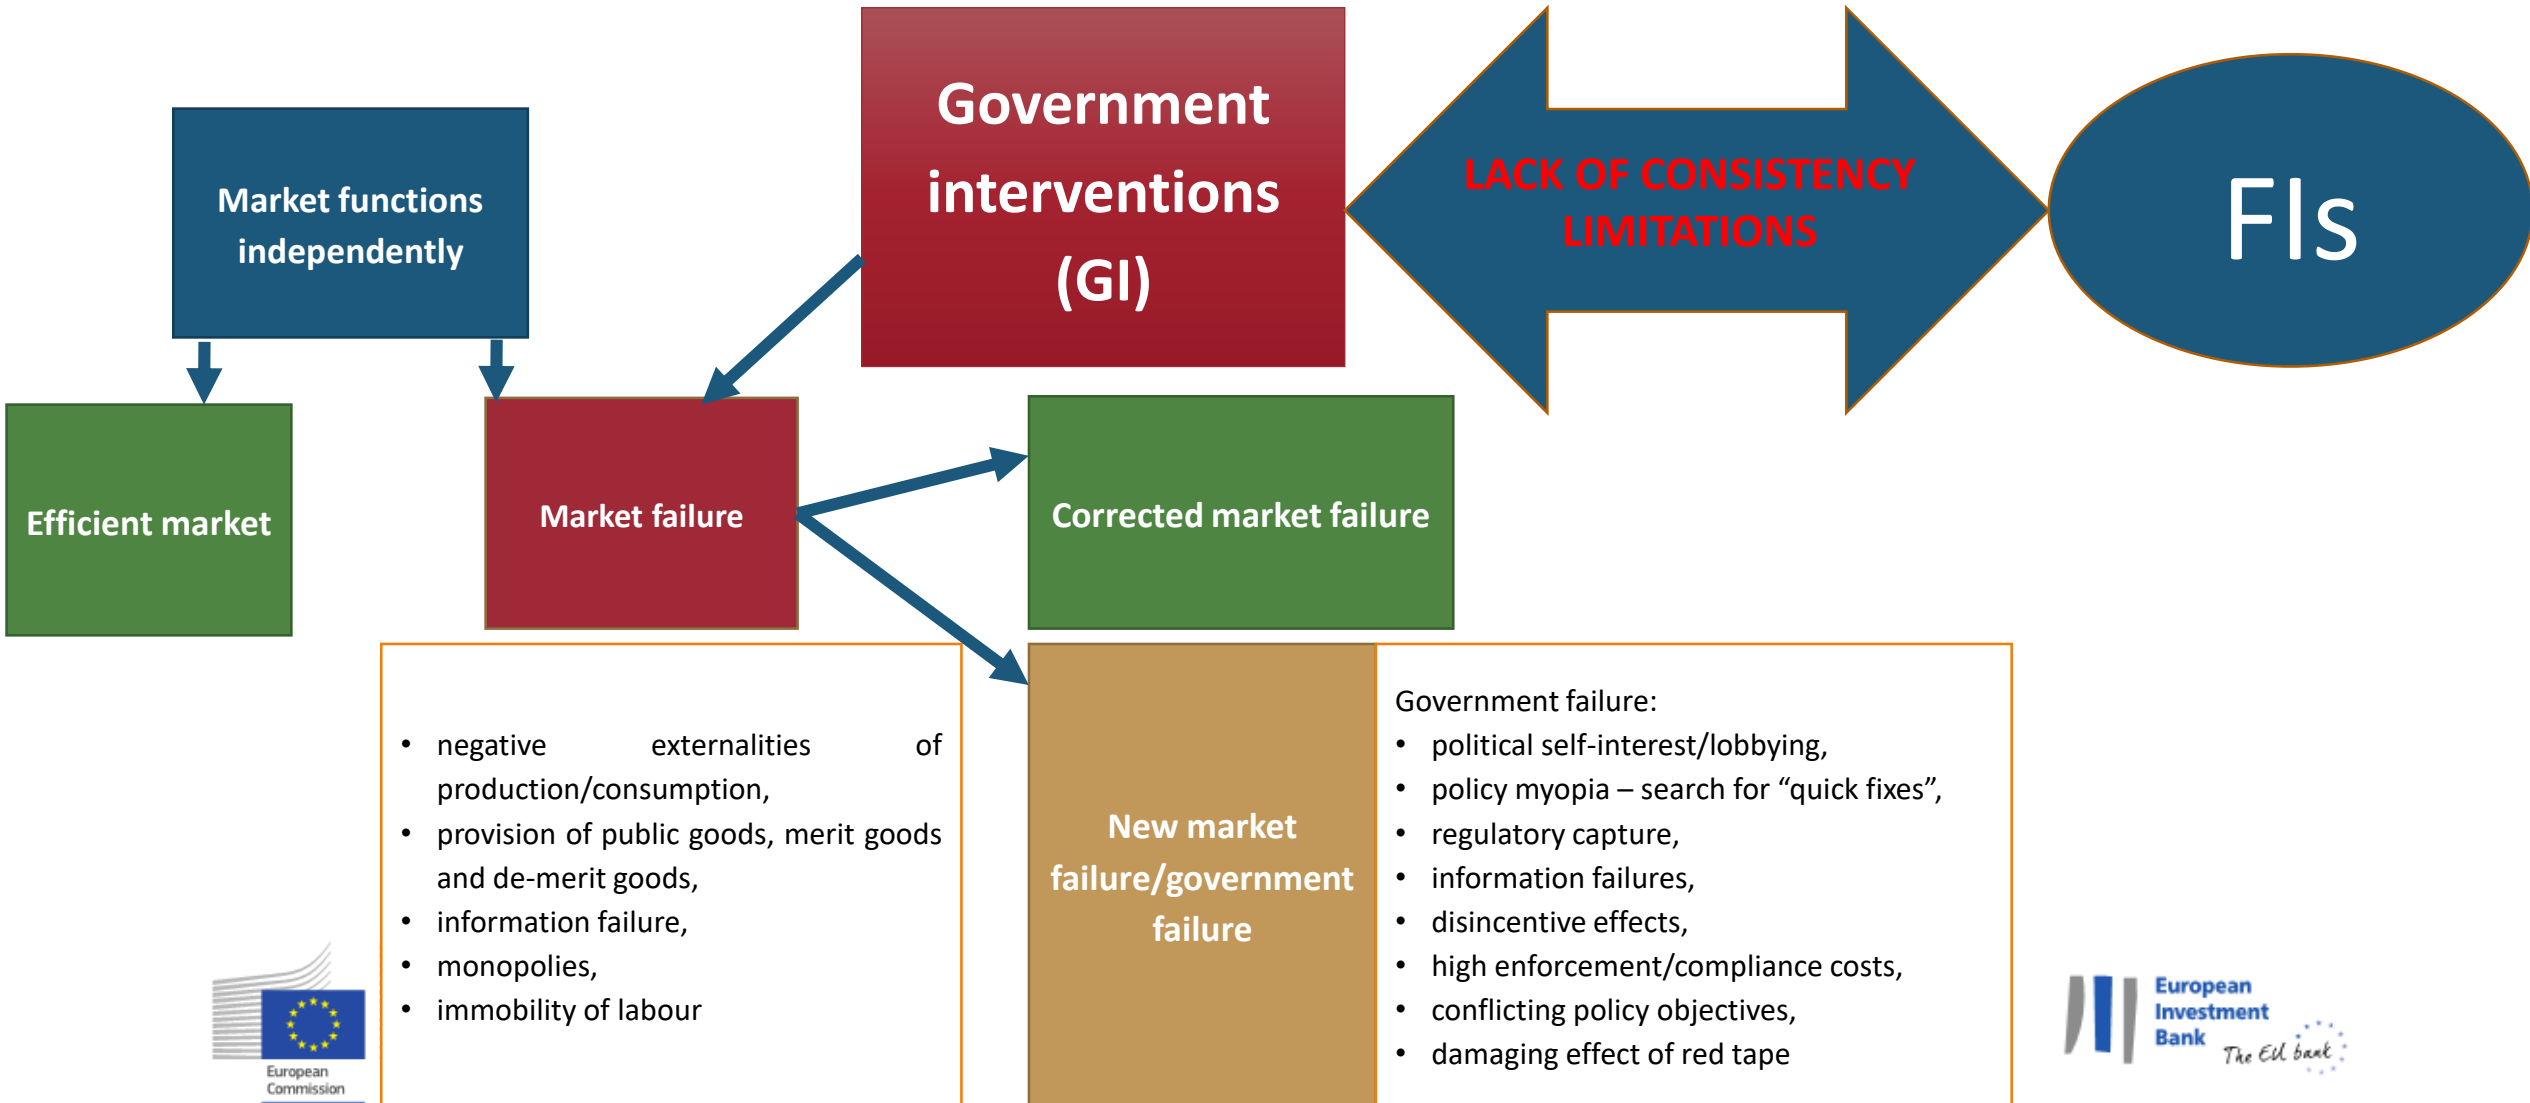 Market functions
independently
Government
interventions
(GI)
LACK OF CONSISTENCY
LIMITATIONS
FIs
Efficient market
Market failure
Corrected market failure
• negative externalities of
production/consumption,
• provision of public goods, merit goods
and de-merit goods,
• information failure,
• monopolies,
• immobility of labour
New market
failure/government
failure
Government failure:
• political self-interest/lobbying,
• policy myopia – search for “quick fixes”,
• regulatory capture,
• information failures,
• disincentive effects,
• high enforcement/compliance costs,
• conflicting policy objectives,
• damaging effect of red tape
European
Commission
European
Investment
Bank
The EU bank